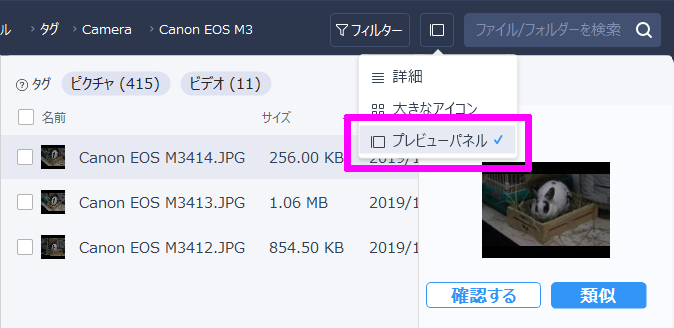 ル > タグ > Camera > Canon EOS M3
フィルター
ファイル/フォルダーを検索
詳細
大きなアイコン
プレビューパネル ✓
? タグ ピクチャ (415) ビデオ (11)
名前 サイズ
Canon EOS M3414.JPG 256.00 KB 2019/1
Canon EOS M3413.JPG 1.06 MB 2019/1
Canon EOS M3412.JPG 854.50 KB 2019/1
確認する 類似